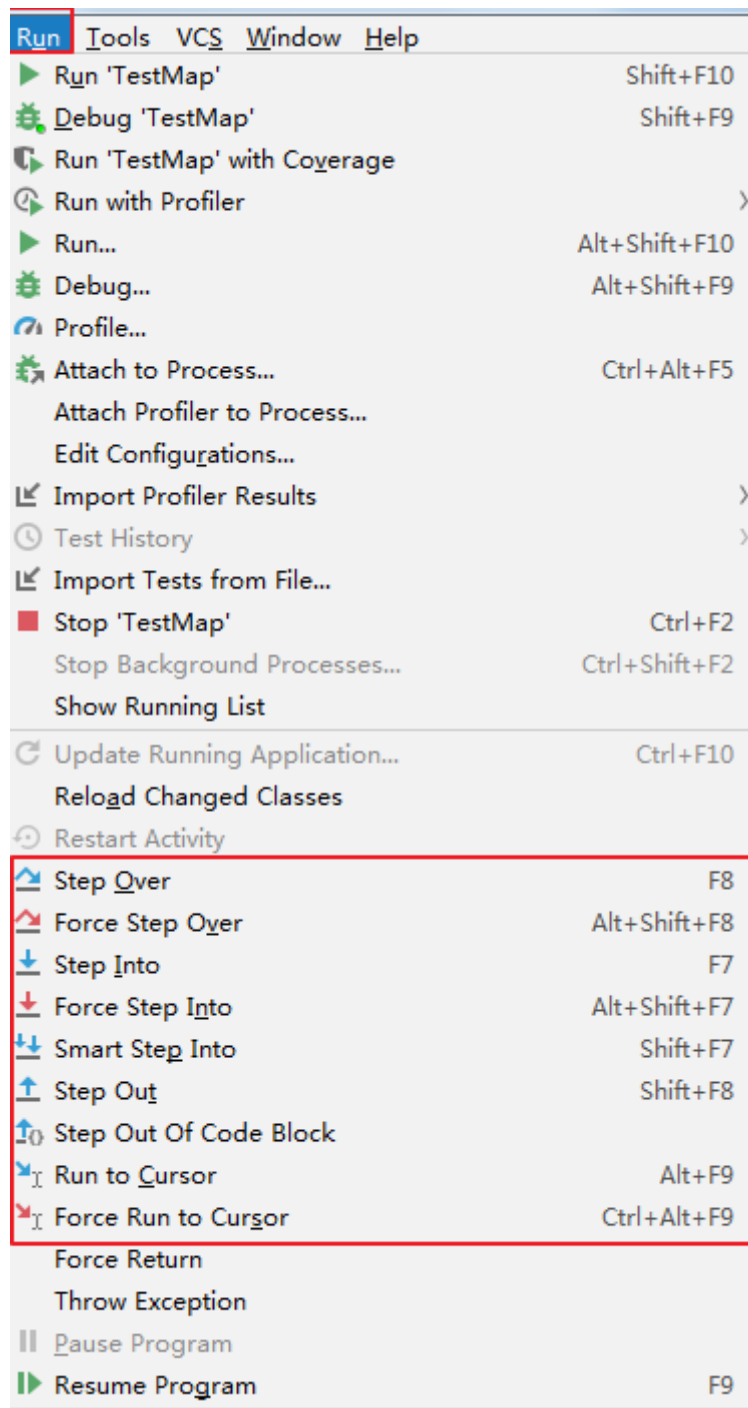 Run Tools VCS Window Help
Run 'TestMap' Shift+F10
Debug 'TestMap' Shift+F9
Run 'TestMap' with Coverage
Run with Profiler
Run... Alt+Shift+F10
Debug... Alt+Shift+F9
Profile...
Attach to Process... Ctrl+Alt+F5
Attach Profiler to Process...
Edit Configurations...
Import Profiler Results
Test History
Import Tests from File...
Stop 'TestMap' Ctrl+F2
Stop Background Processes... Ctrl+Shift+F2
Show Running List
Update Running Application... Ctrl+F10
Reload Changed Classes
Restart Activity
Step Over F8
Force Step Over Alt+Shift+F8
Step Into F7
Force Step Into Alt+Shift+F7
Smart Step Into Shift+F7
Step Out Shift+F8
Step Out Of Code Block
Run to Cursor Alt+F9
Force Run to Cursor Ctrl+Alt+F9
Force Return
Throw Exception
Pause Program
Resume Program F9